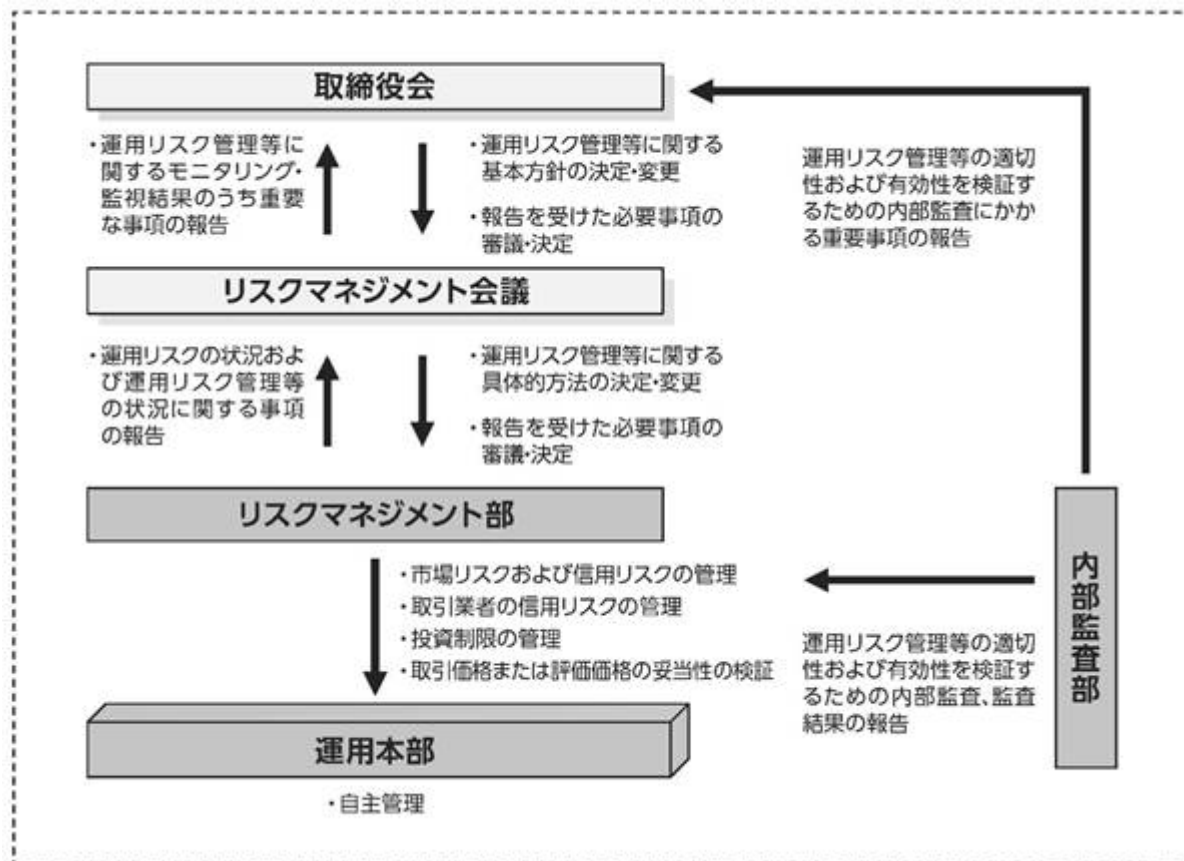 取締役会
・運用リスク管理等に
関するモニタリング・
監視結果のうち重要
な事項の報告
・運用リスク管理等に関する
基本方針の決定・変更
・報告を受けた必要事項の
審議・決定
運用リスク管理等の適切
性および有効性を検証す
るための内部監査にかか
る重要事項の報告
リスクマネジメント会議
・運用リスクの状況およ
び運用リスク管理等
の状況に関する事項
の報告
・運用リスク管理等に関する
具体的方法の決定・変更
・報告を受けた必要事項の
審議・決定
リスクマネジメント部
・市場リスクおよび信用リスクの管理
・取引業者の信用リスクの管理
・投資制限の管理
・取引価格または評価価格の妥当性の検証
運用リスク管理等の適切
性および有効性を検証す
るための内部監査、監査
結果の報告
内部監査部
運用本部
・自主管理